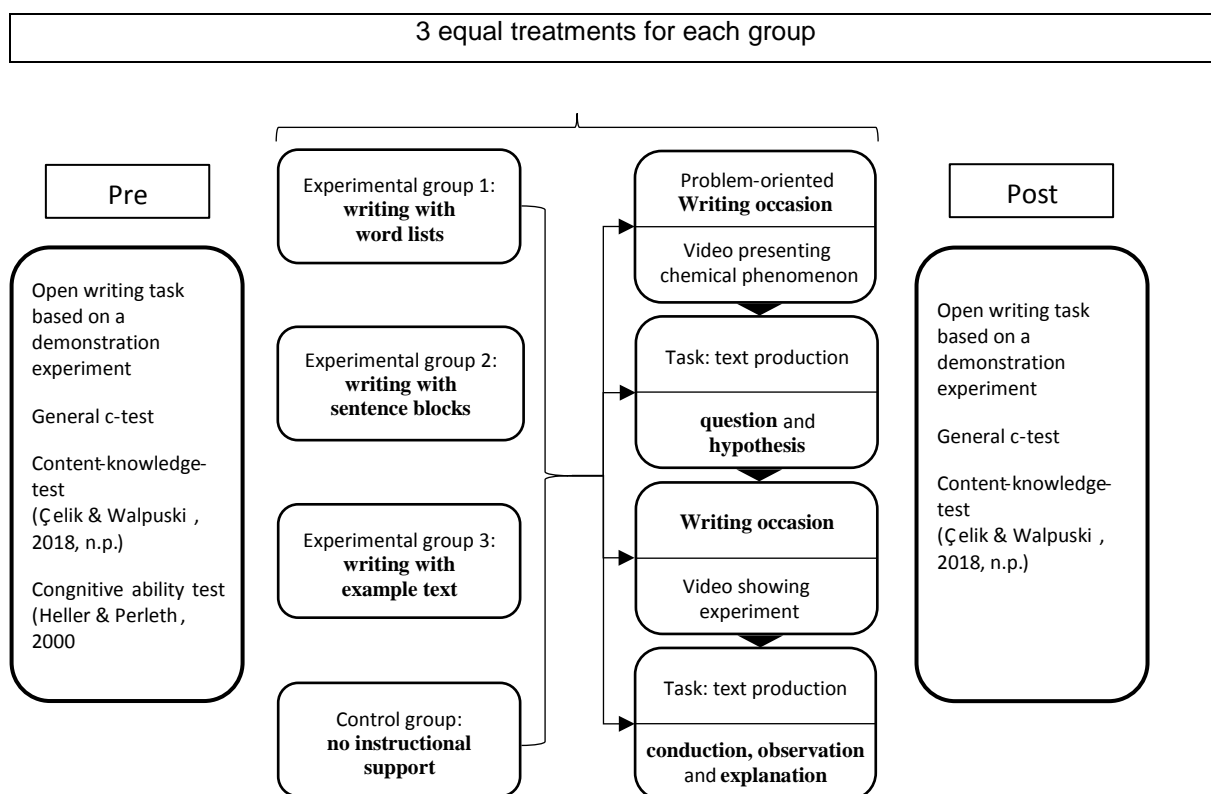 3 equal treatments for each group
Pre
Open writing task
based on a
demonstration
experiment
General c-test
Content-knowledge-
test
(Çelik & Walpuski ,
2018, n.p.)
Congnitive ability test
(Heller & Perleth,
2000
Experimental group 1:
writing with
word lists
Experimental group 2:
writing with
sentence blocks
Experimental group 3:
writing with
example text
Control group:
no instructional
support
Problem-oriented
Writing occasion
Video presenting
chemical phenomenon
Task: text production
question and
hypothesis
Writing occasion
Video showing
experiment
Task: text production
conduction, observation
and explanation
Post
Open writing task
based on a
demonstration
experiment
General c-test
Content-knowledge-
test
(Çelik & Walpuski ,
2018, n.p.)